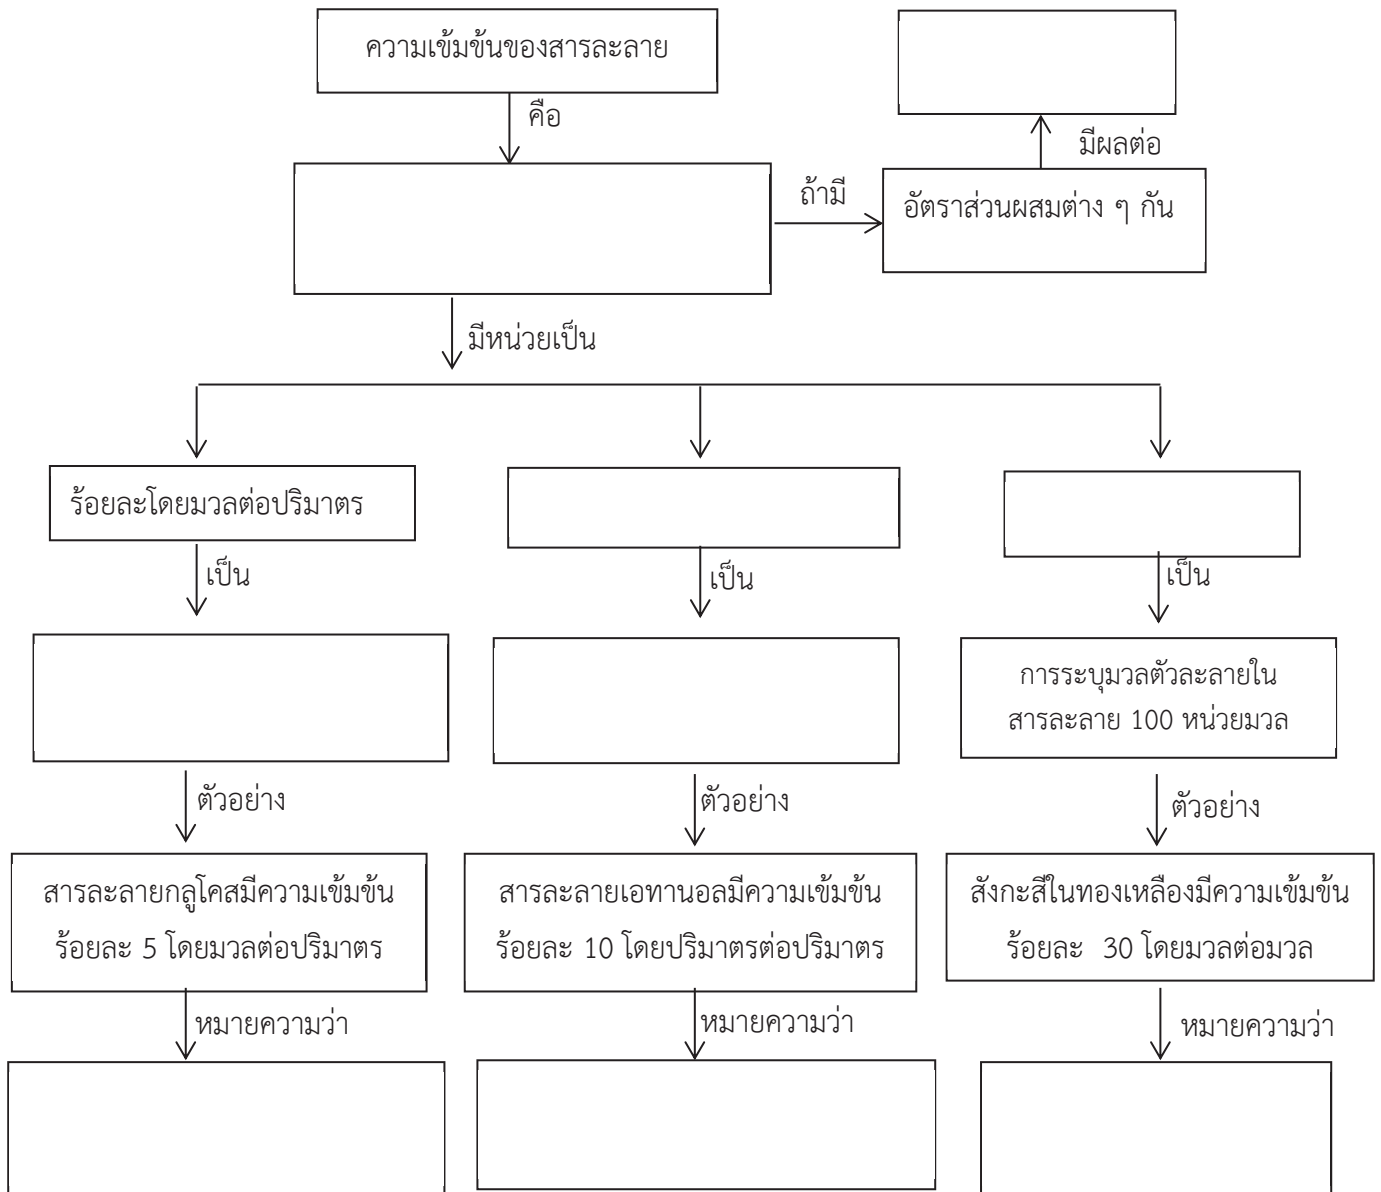 ความเข้มข้นของสารละลาย
คือ
มีผลต่อ
ถ้ามี
อัตราส่วนผสมต่าง ๆ กัน
มีหน่วยเป็น
ร้อยละโดยมวลต่อปริมาตร
เป็น
เป็น
เป็น
การระบุมวลตัวละลายใน
สารละลาย 100 หน่วยมวล
ตัวอย่าง
ตัวอย่าง
ตัวอย่าง
สารละลายกลูโคสมีความเข้มข้น
ร้อยละ 5 โดยมวลต่อปริมาตร
สารละลายเอทานอลมีความเข้มข้น
ร้อยละ 10 โดยปริมาตรต่อปริมาตร
สังกะสีในทองเหลืองมีความเข้มข้น
ร้อยละ 30 โดยมวลต่อมวล
หมายความว่า
หมายความว่า
หมายความว่า